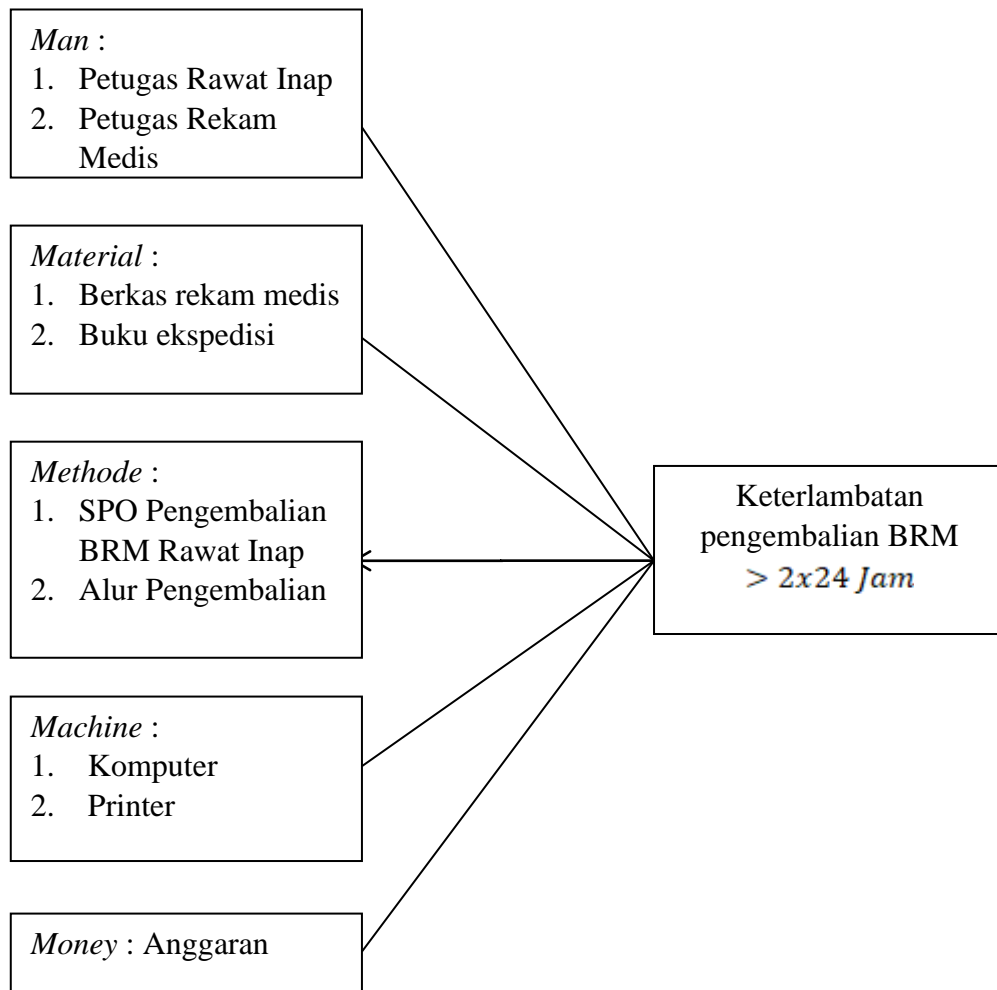 Man :
1. Petugas Rawat Inap
2. Petugas Rekam
Medis
Material :
1. Berkas rekam medis
2. Buku ekspedisi
Methode :
1. SPO Pengembalian
BRM Rawat Inap
2. Alur Pengembalian
Machine :
1. Komputer
2. Printer
Money : Anggaran
Keterlambatan
pengembalian BRM
> 2x24 Jam